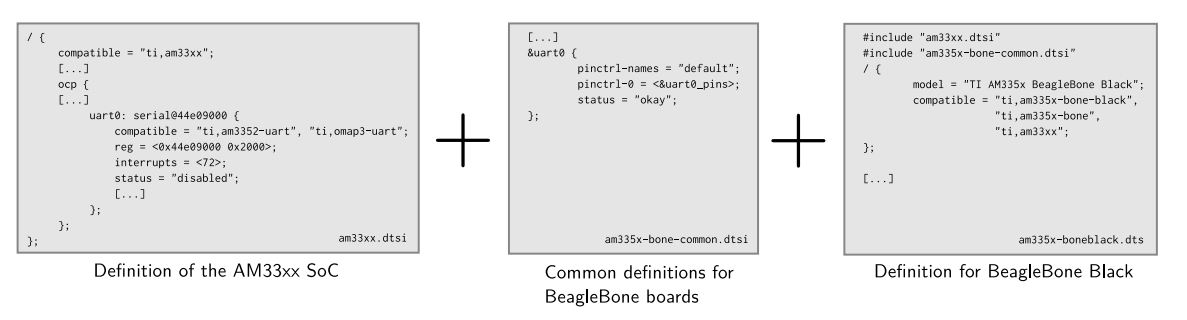 / {
compatible = "ti,am33xx";
[...]
ocp {
[...]
uart0: serial@44e09000 {
compatible = "ti,am3352-uart", "ti,omap3-uart";
reg = <0x44e09000 0x2000>;
interrupts = <72>;
status = "disabled";
[...]
};
};
};
am33xx.dtsi
Definition of the AM33xx SoC
+
[...]
&uart0 {
pinctrl-names = "default";
pinctrl-0 = <&uart0_pins>;
status = "okay";
};
am335x-bone-common.dtsi
Common definitions for
BeagleBone boards
+
#include "am33xx.dtsi"
#include "am335x-bone-common.dtsi"
/ {
model = "TI AM335x BeagleBone Black";
compatible = "ti,am335x-bone-black",
"ti,am335x-bone",
"ti,am33xx";
};
[...]
am335x-boneblack.dts
Definition for BeagleBone Black